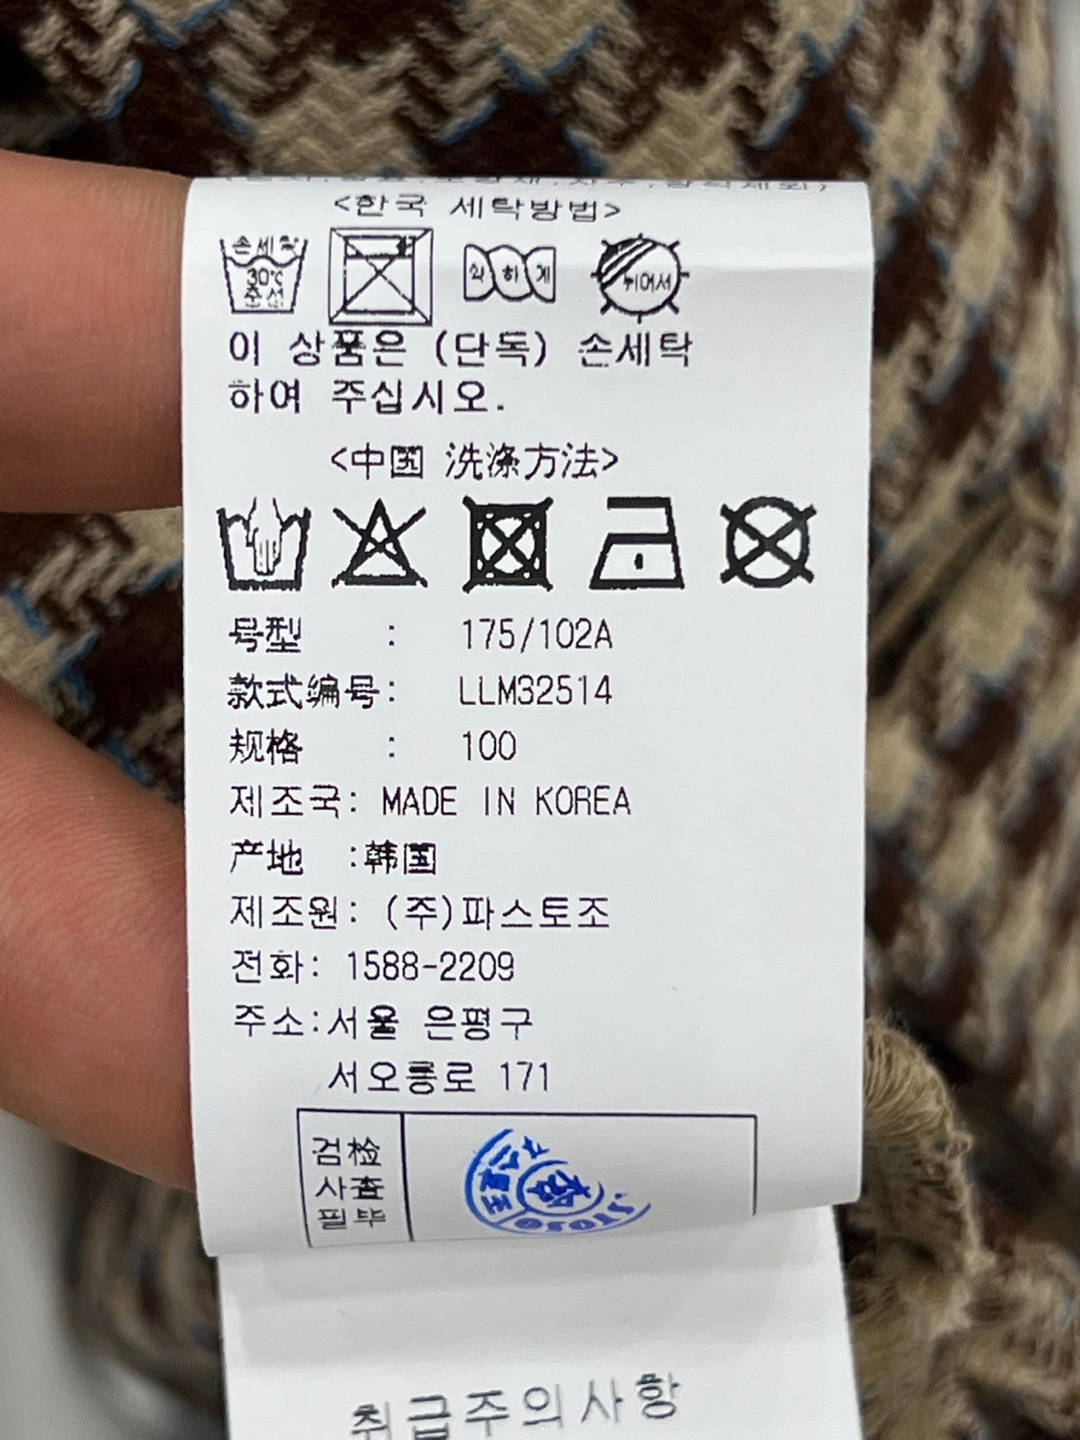 <한국 세탁방법>
손세탁
30℃
중성
약하게
뉘어서
이 상품은 (단독) 손세탁
하여 주십시오.
<中国 洗涤方法>
号型 : 175/102A
款式编号: LLM32514
规格 : 100
제조국: MADE IN KOREA
产地 :韩国
제조원: (주)파스토조
전화: 1588-2209
주소:서울 은평구
서오릉로 171
검检
사查
필毕
취급주의사항